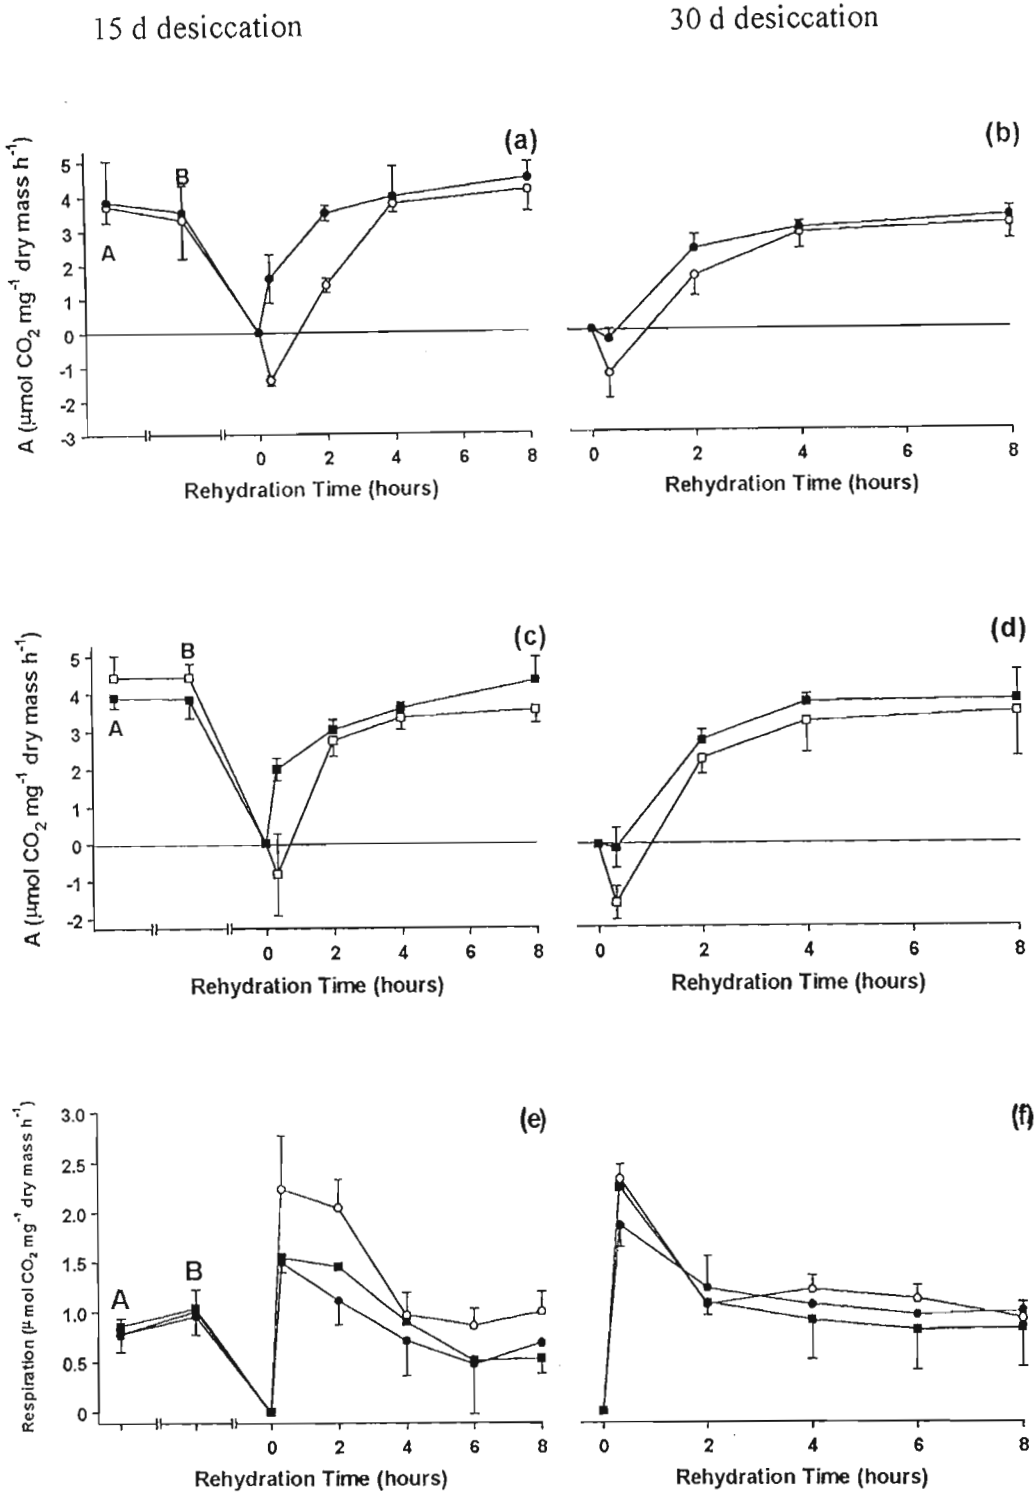 15 d desiccation
30 d desiccation
(a)
(b)
A (μmol CO2 mg-1 dry mass h-1)
5
4
3
2
1
0
-1
-2
-3
B
A
0 2 4 6 8
0 2 4 6 8
Rehydration Time (hours)
Rehydration Time (hours)
(c)
(d)
A (μmol CO2 mg-1 dry mass h-1)
5
4
3
2
1
0
-1
-2
B
A
0 2 4 6 8
0 2 4 6 8
Rehydration Time (hours)
Rehydration Time (hours)
(e)
(f)
Respiration (μ mol CO2 mg-1 dry mass h-1)
3.0
2.5
2.0
1.5
1.0
0.5
0
A
B
0 2 4 6 8
0 2 4 6 8
Rehydration Time (hours)
Rehydration Time (hours)